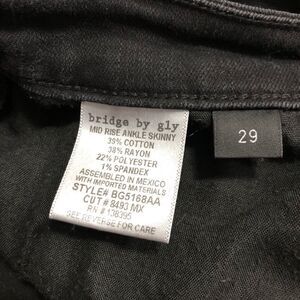 bridge by gly
MID RISE ANKLE SKINNY
39% COTTON
38% RAYON
22% POLYESTER
1% SPANDEX
ASSEMBLED IN MEXICO
WITH IMPORTED MATERIALS
STYLE# BG5168AA
CUT# 8493 MX
RN# 138395
SEE REVERSE FOR CARE
29